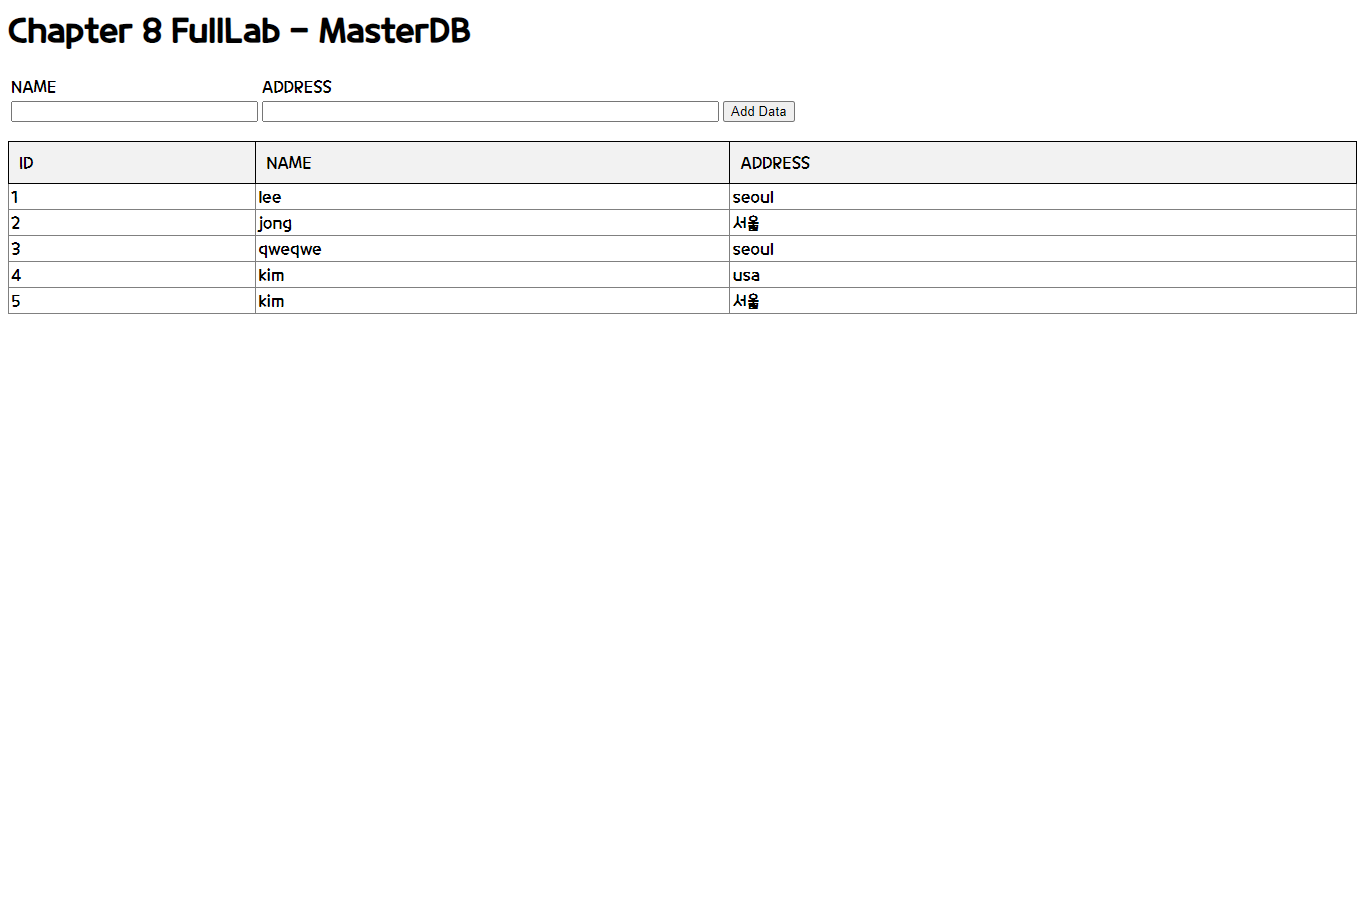 Chapter 8 FullLab - MasterDB
NAME ADDRESS
Add Data
ID NAME ADDRESS
1 lee seoul
2 jong 서울
3 qweqwe seoul
4 kim usa
5 kim 서울